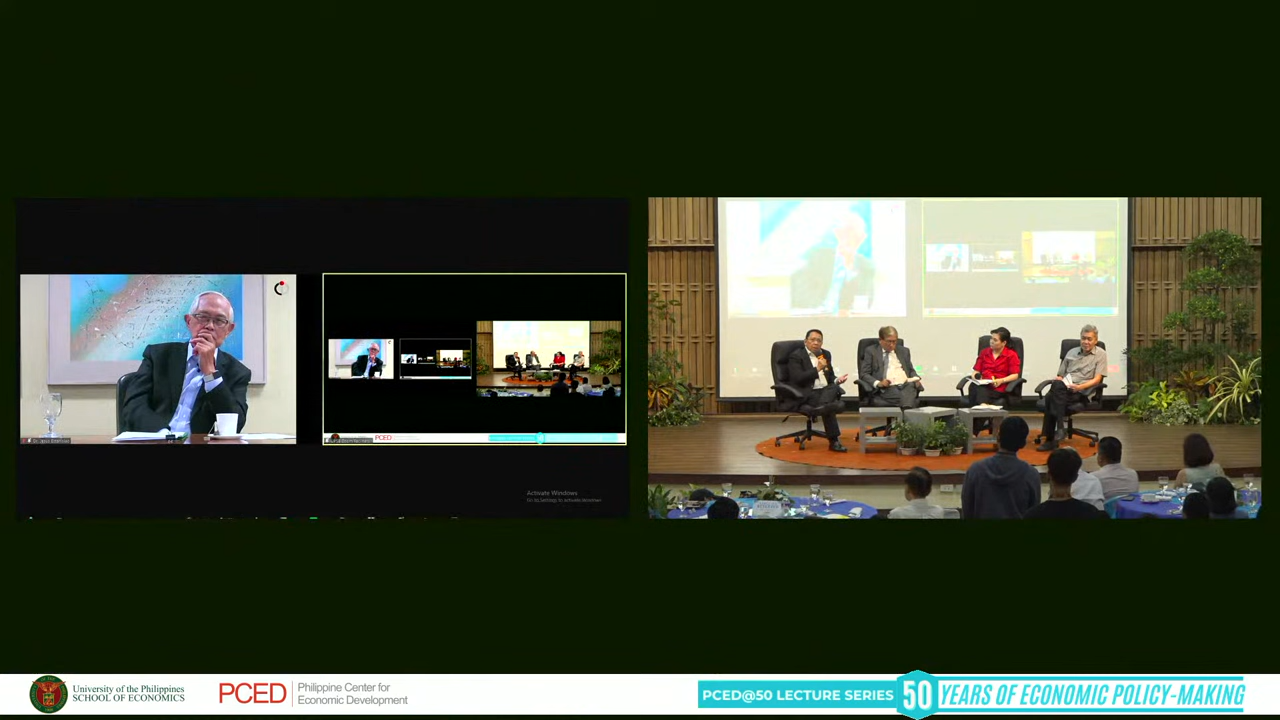 Activate Windows
PCED
University of the Philippines
SCHOOL OF ECONOMICS
PCED
Philippine Center for
Economic Development
PCED@50 LECTURE SERIES
50 YEARS OF ECONOMIC POLICY-MAKING